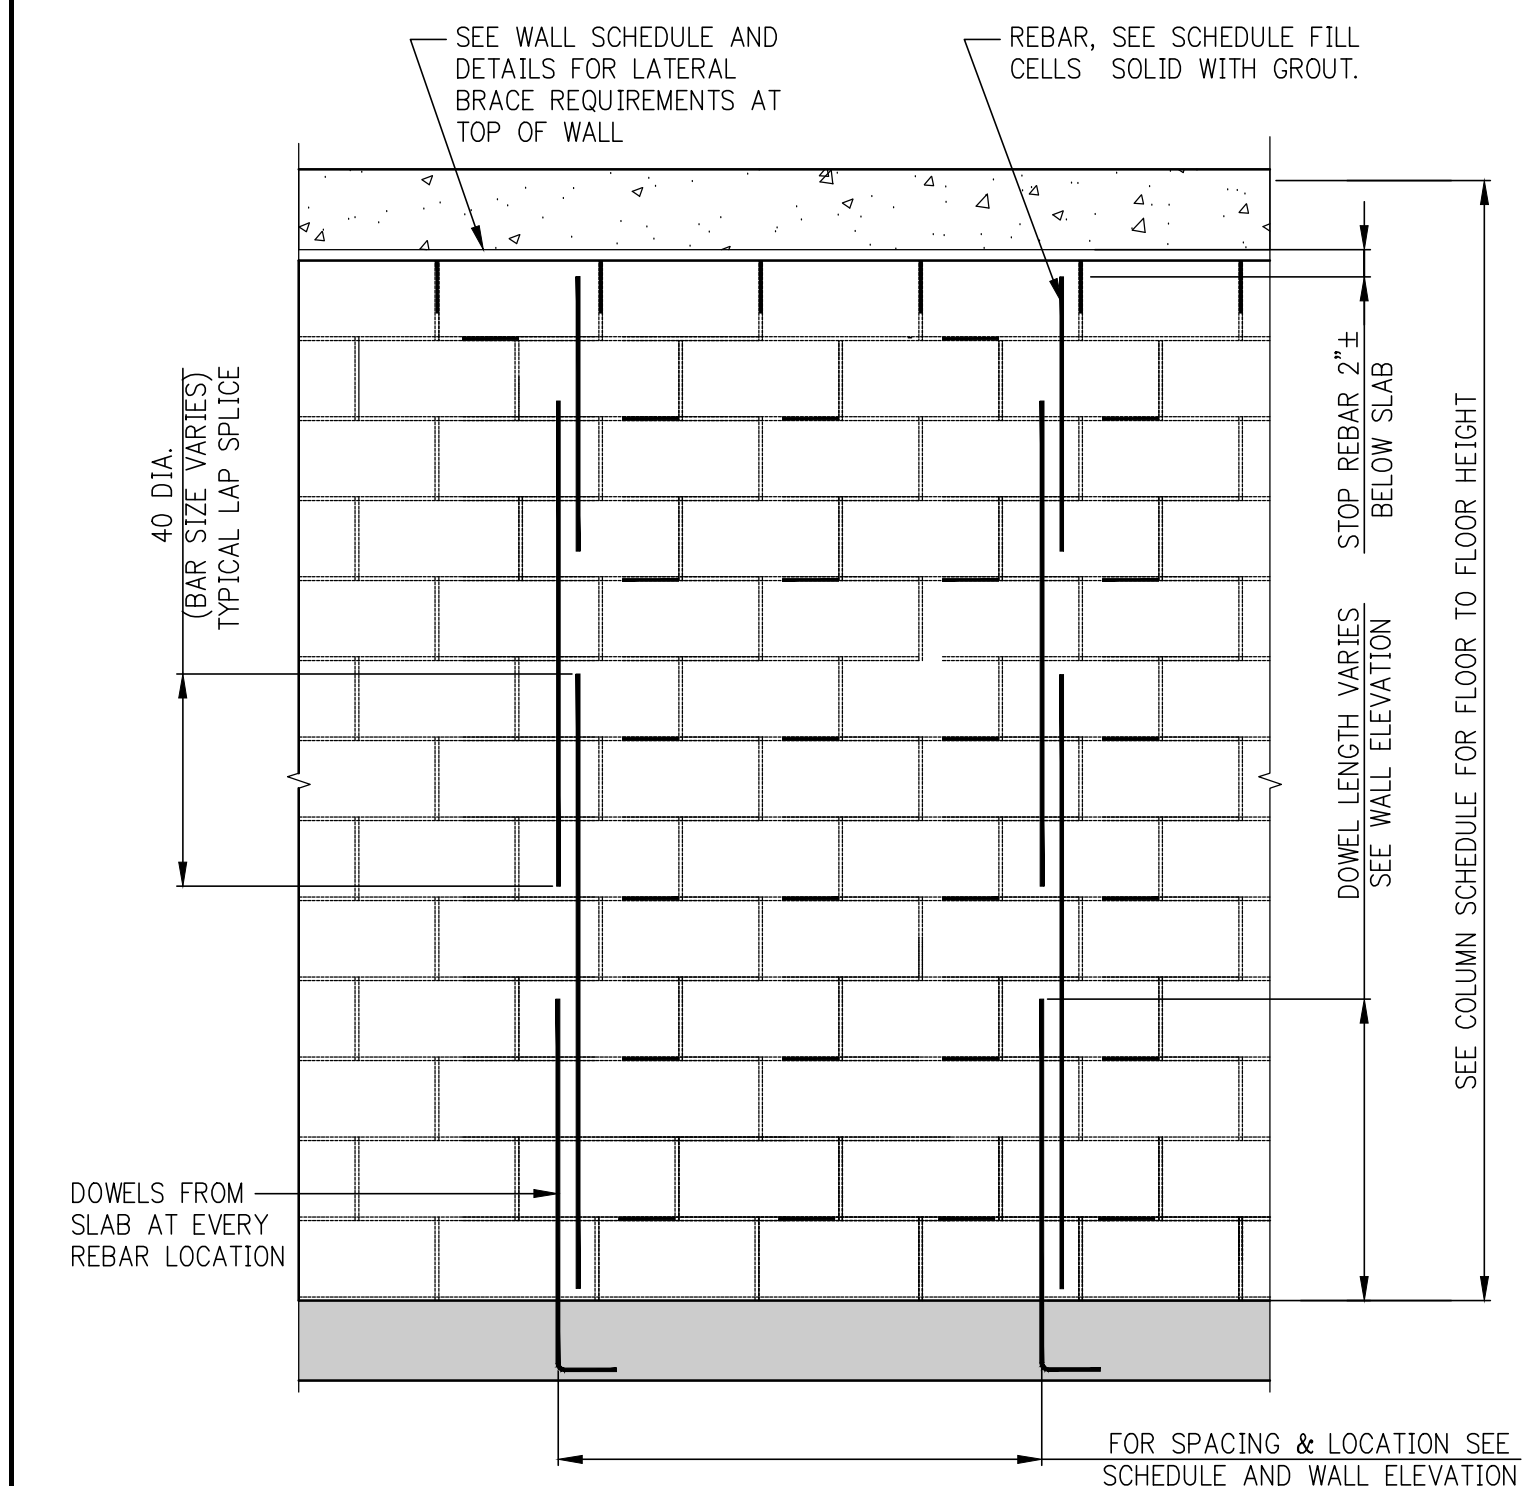 SEE WALL SCHEDULE AND
DETAILS FOR LATERAL
BRACE REQUIREMENTS AT
TOP OF WALL
REBAR, SEE SCHEDULE FILL
CELLS SOLID WITH GROUT.
40 DIA.
(BAR SIZE VARIES)
TYPICAL LAP SPLICE
STOP REBAR 2"±
BELOW SLAB
DOWEL LENGTH VARIES
SEE WALL ELEVATION
SEE COLUMN SCHEDULE FOR FLOOR TO FLOOR HEIGHT
DOWELS FROM
SLAB AT EVERY
REBAR LOCATION
FOR SPACING & LOCATION SEE
SCHEDULE AND WALL ELEVATION